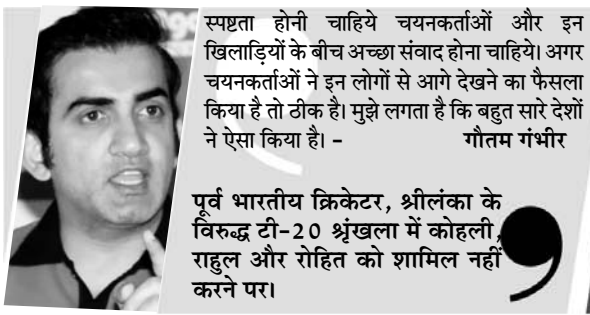 स्पष्टता होनी चाहिये चयनकर्ताओं और इन
खिलाड़ियों के बीच अच्छा संवाद होना चाहिये। अगर
चयनकर्ताओं ने इन लोगों से आगे देखने का फैसला
किया है तो ठीक है। मुझे लगता है कि बहुत सारे देशों
ने ऐसा किया है। - गौतम गंभीर
पूर्व भारतीय क्रिकेटर, श्रीलंका के
विरुद्ध टी-20 श्रृंखला में कोहली,
राहुल और रोहित को शामिल नहीं
करने पर।